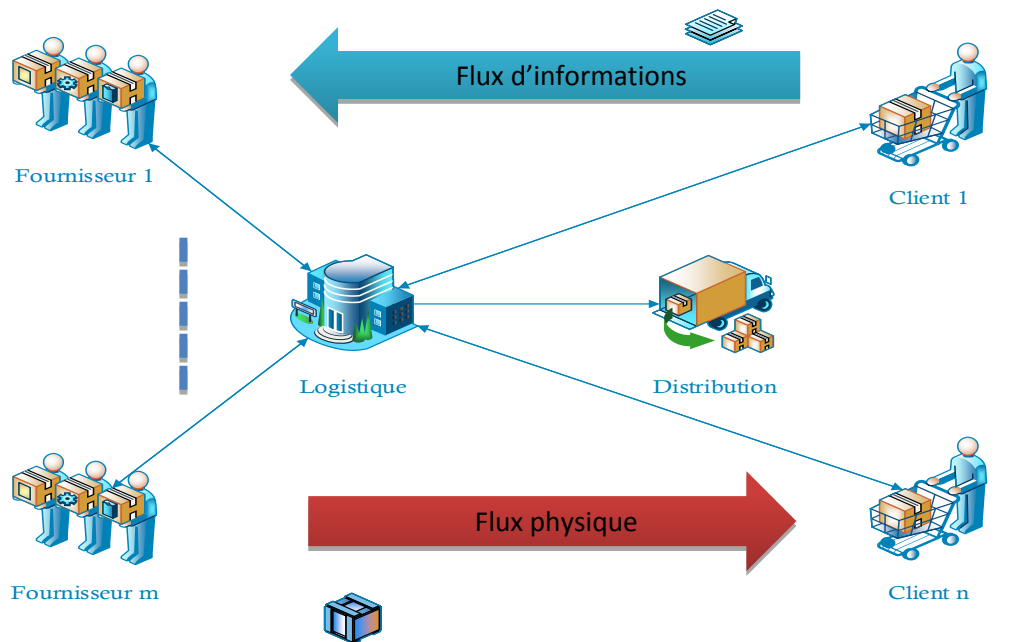 Flux d’informations
Fournisseur 1
Client 1
Logistique
Distribution
Flux physique
Fournisseur m
Client n